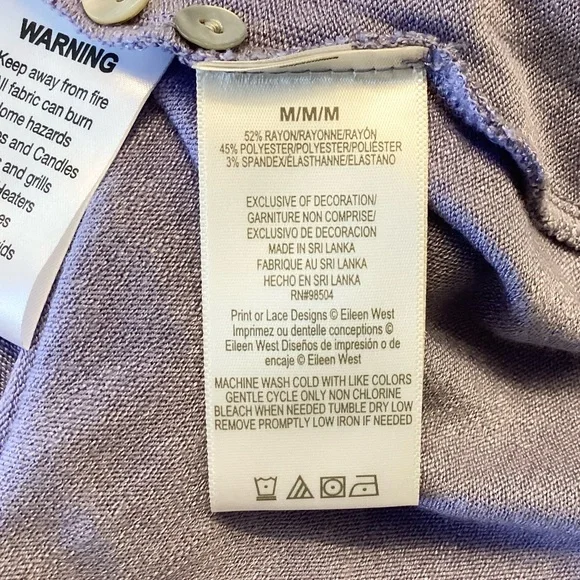 WARNING
Keep away from fire
fabric can burn
ome hazards
es and Candles
and grills
eaters
M/M/M
52% RAYON/RAYONNE/RAYÓN
45% POLYESTER/POLYESTER/POLIÉSTER
3% SPANDEX/ÉLASTHANNE/ELASTANO
EXCLUSIVE OF DECORATION/
GARNITURE NON COMPRISE/
EXCLUSIVO DE DECORACION
MADE IN SRI LANKA
FABRIQUE AU SRI LANKA
HECHO EN SRI LANKA
RN#98504
Print or Lace Designs © Eileen West
Imprimez ou dentelle conceptions ©
Eileen West Diseños de impresión o de
encaje © Eileen West
MACHINE WASH COLD WITH LIKE COLORS
GENTLE CYCLE ONLY NON CHLORINE
BLEACH WHEN NEEDED TUMBLE DRY LOW
REMOVE PROMPTLY LOW IRON IF NEEDED